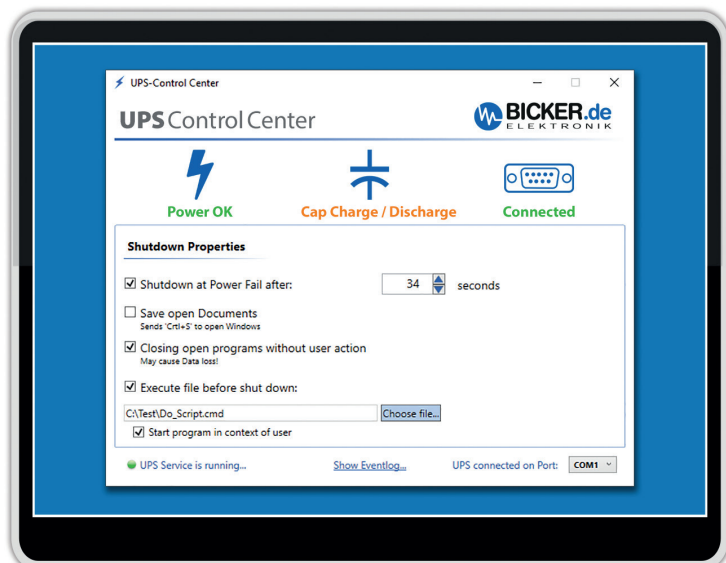 UPS-Control Center
UPS Control Center
BICKER.de
ELEKTRONIK
Power OK
Cap Charge / Discharge
Connected
Shutdown Properties
Shutdown at Power Fail after:
34
seconds
Save open Documents
Sends 'Crtl+S' to open Windows
Closing open programs without user action
May cause Data loss!
Execute file before shut down:
C:\Test\Do_Script.cmd
Choose file...
Start program in context of user
UPS Service is running...
Show Eventlog...
UPS connected on Port:
COM1